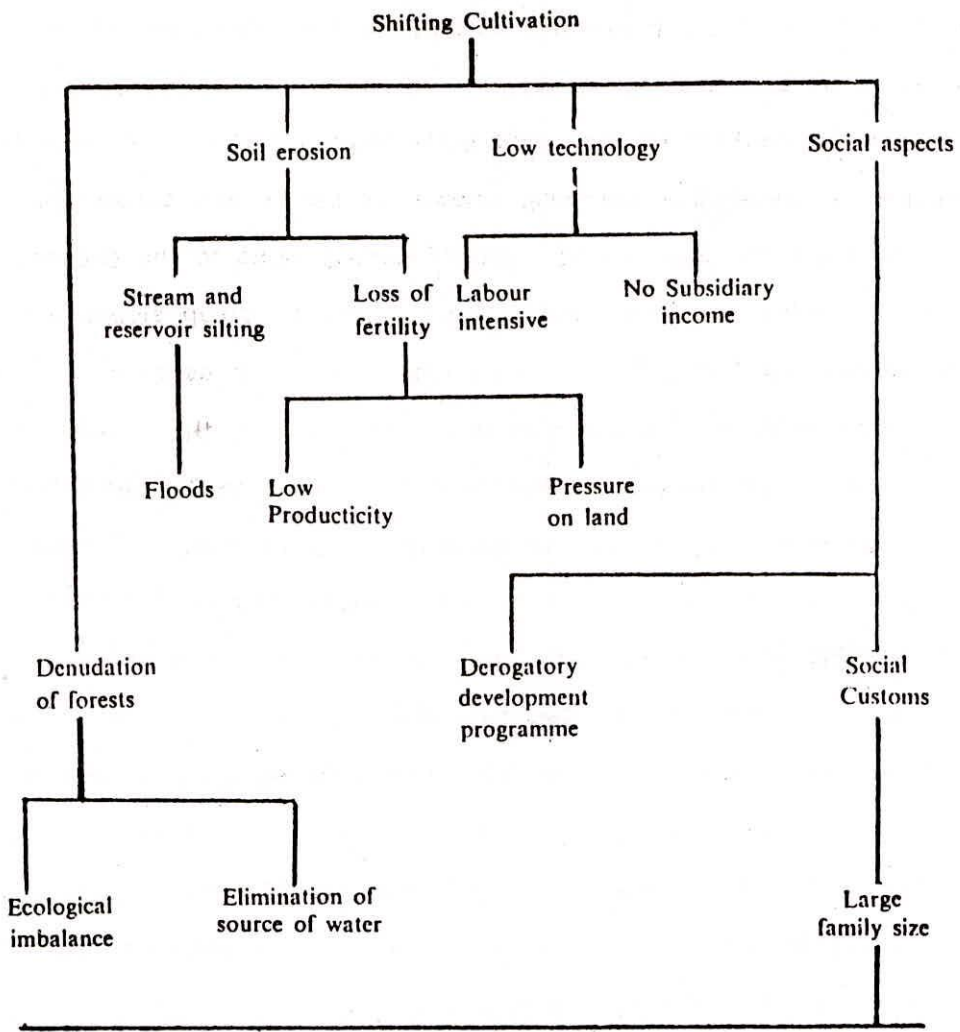 Shifting Cultivation
Soil erosion
Low technology
Social aspects
Stream and
reservoir silting
Loss of
fertility
Labour
intensive
No Subsidiary
income
Floods
Low
Producticity
Pressure
on land
Denudation
of forests
Derogatory
development
programme
Social
Customs
Ecological
imbalance
Elimination of
source of water
Large
family size